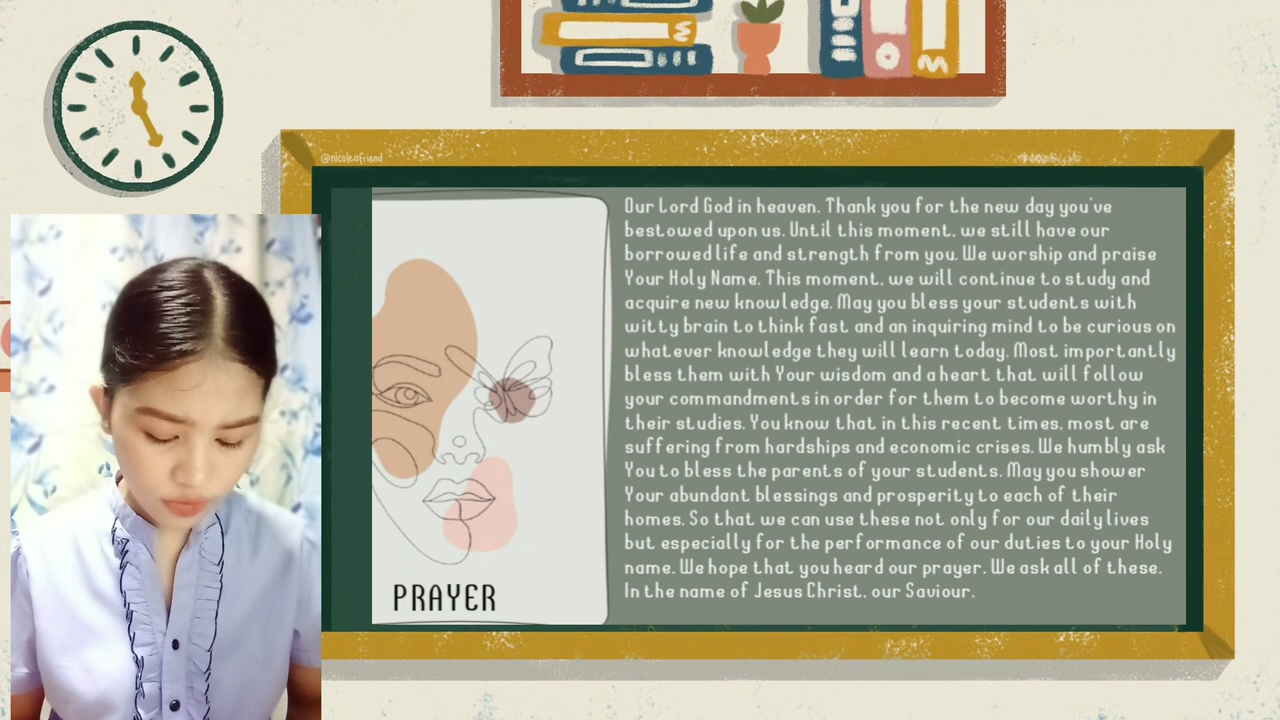 @nicoleafriend
Our Lord God in heaven. Thank you for the new day you've
bestowed upon us. Until this moment, we still have our
borrowed life and strength from you. We worship and praise
Your Holy Name. This moment, we will continue to study and
acquire new knowledge. May you bless your students with
witty brain to think fast and an inquiring mind to be curious on
whatever knowledge they will learn today. Most importantly
bless them with Your wisdom and a heart that will follow
your commandments in order for them to become worthy in
their studies. You know that in this recent times, most are
suffering from hardships and economic crises. We humbly ask
You to bless the parents of your students. May you shower
Your abundant blessings and prosperity to each of their
homes. So that we can use these not only for our daily lives
but especially for the performance of our duties to your Holy
name. We hope that you heard our prayer. We ask all of these.
In the name of Jesus Christ, our Saviour.
PRAYER